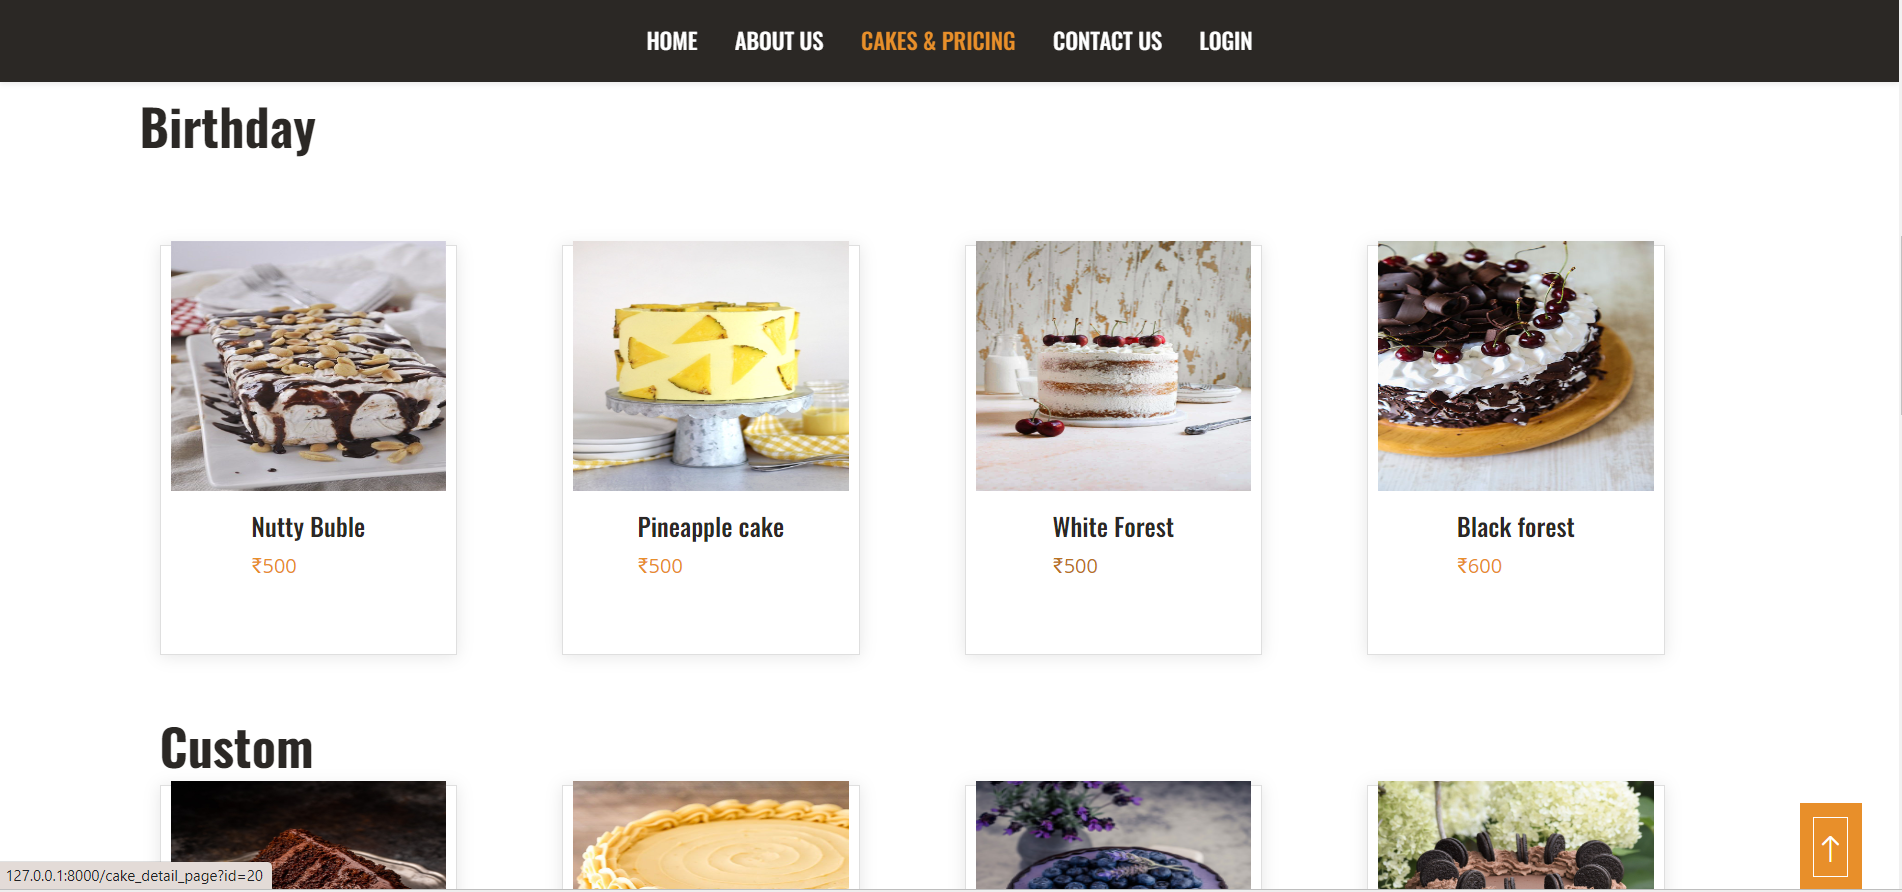 HOME ABOUT US CAKES & PRICING CONTACT US LOGIN
Birthday
Nutty Buble
₹500
Pineapple cake
₹500
White Forest
₹500
Black forest
₹600
Custom
127.0.0.1:8000/cake_detail_page?id=20